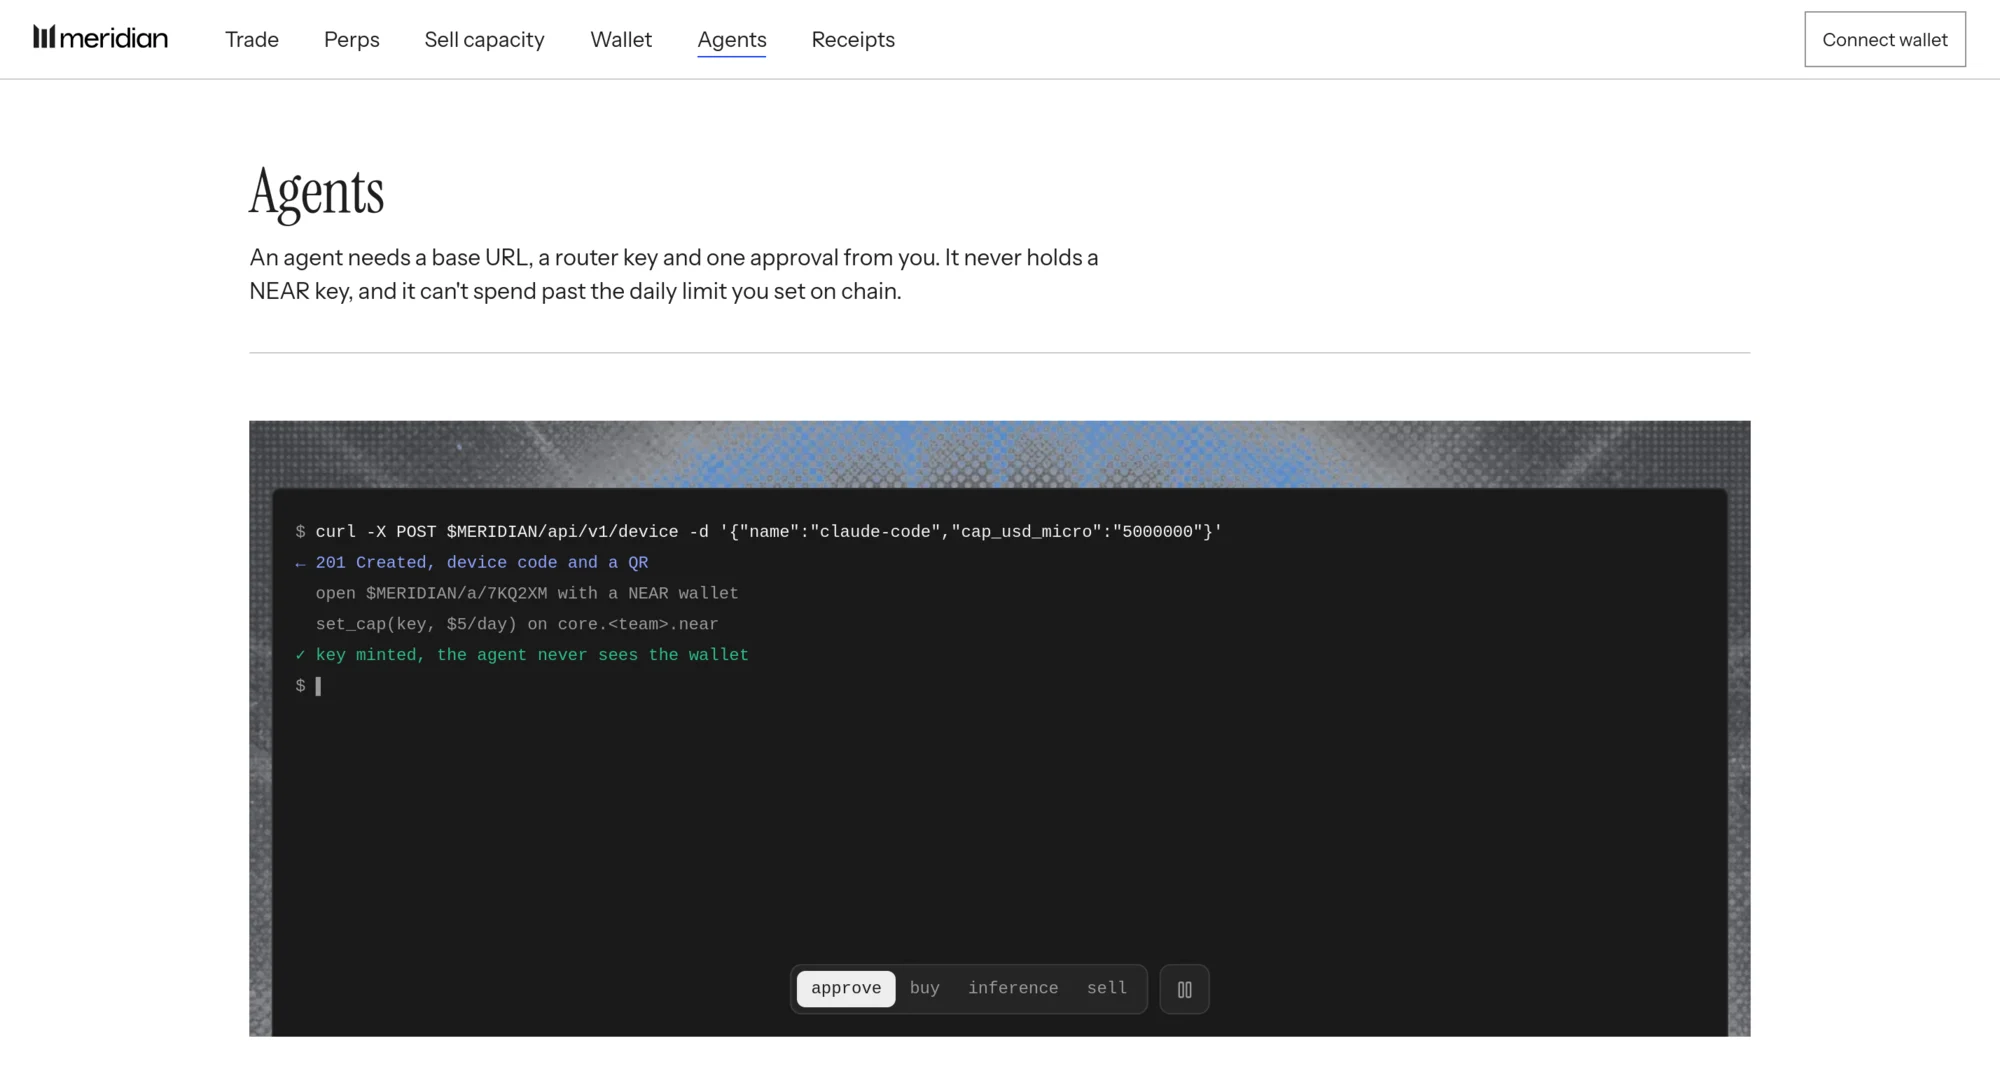 meridian
Trade
Perps
Sell capacity
Wallet
Agents
Receipts
Connect wallet
Agents
An agent needs a base URL, a router key and one approval from you. It never holds a
NEAR key, and it can't spend past the daily limit you set on chain.
$ curl -X POST $MERIDIAN/api/v1/device -d '{"name":"claude-code","cap_usd_micro":"5000000"}'
← 201 Created, device code and a QR
open $MERIDIAN/a/7KQ2XM with a NEAR wallet
set_cap(key, $5/day) on core.<team>.near
✓ key minted, the agent never sees the wallet
$
approve
buy
inference
sell